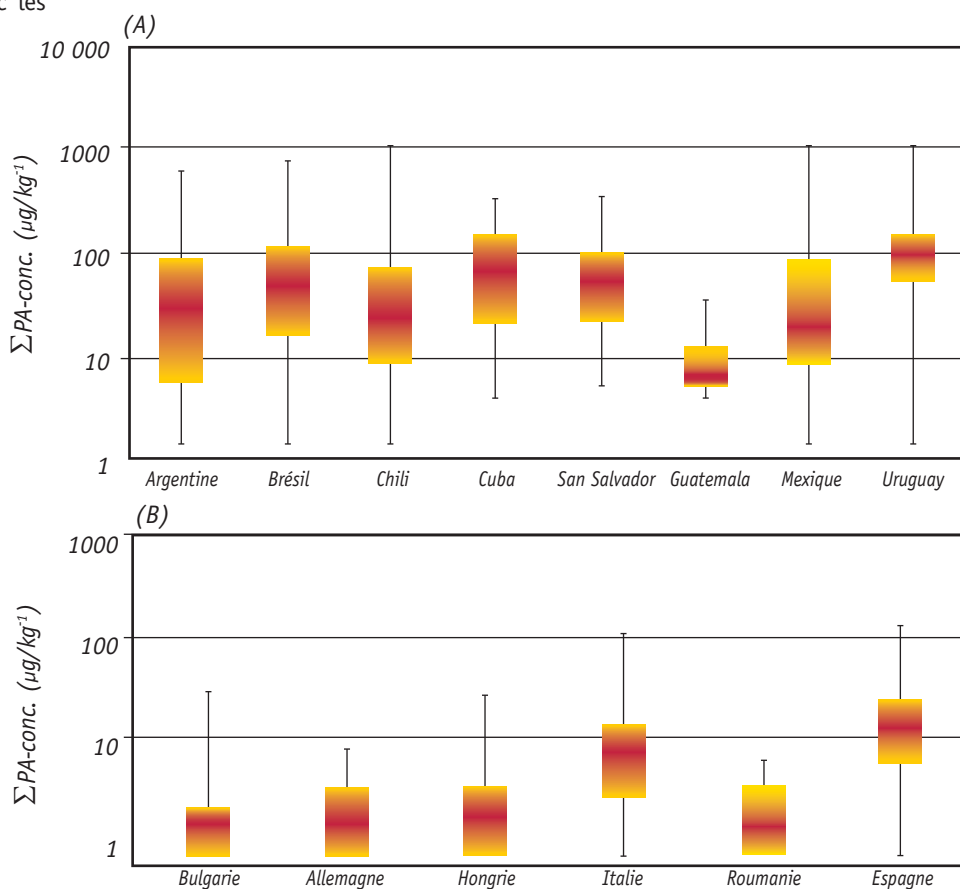 c les
(A)
10 000
1000
100
10
1
ΣPA-conc. (µg/kg⁻¹)
Argentine Brésil Chili Cuba San Salvador Guatemala Mexique Uruguay
(B)
1000
100
10
1
ΣPA-conc. (µg/kg⁻¹)
Bulgarie Allemagne Hongrie Italie Roumanie Espagne